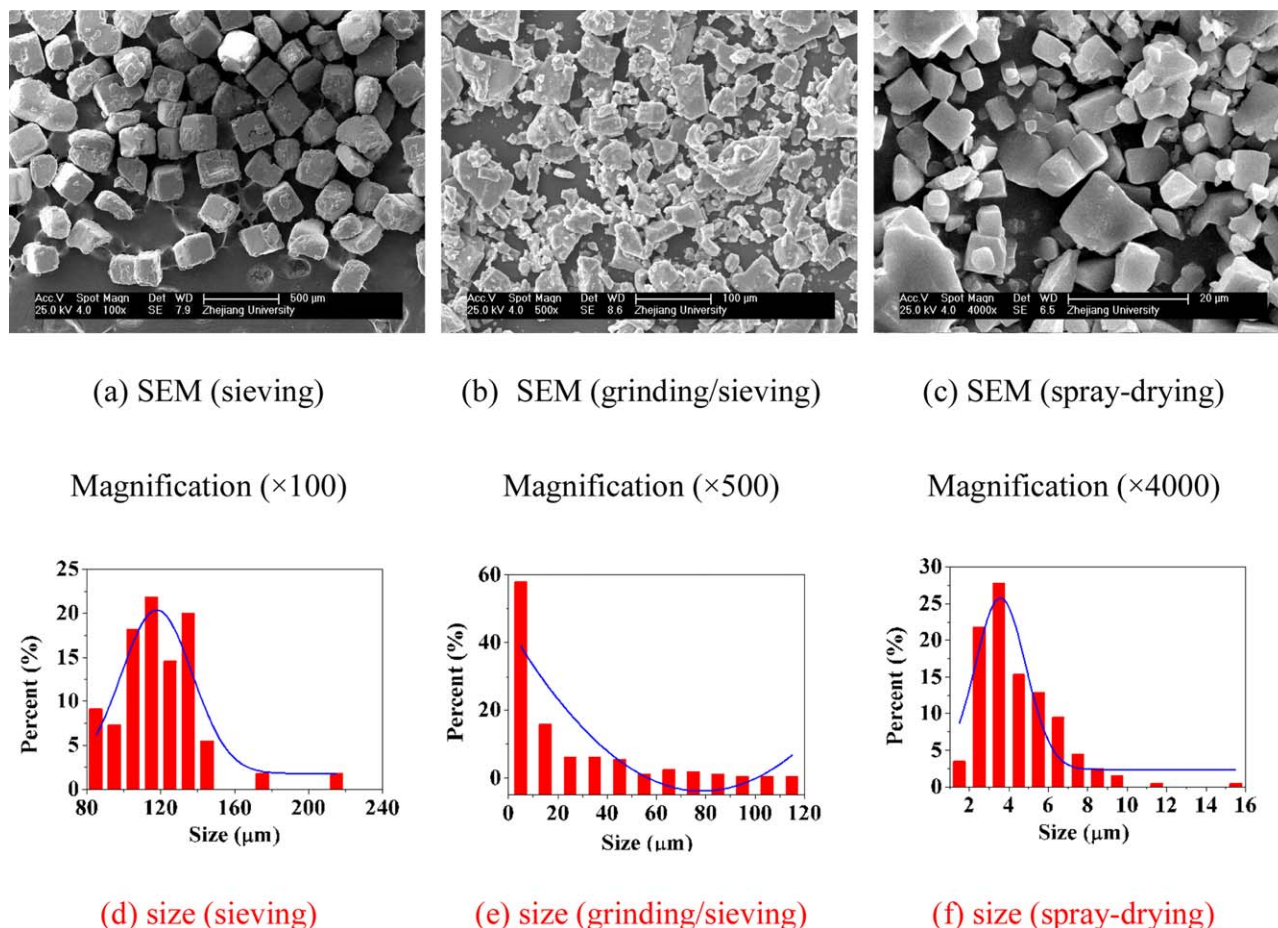 Acc.V Spot Magn Det WD 500 µm
25.0 kV 4.0 100x SE 7.9 Zhejiang University
Acc.V Spot Magn Det WD 100 µm
25.0 kV 4.0 500x SE 8.6 Zhejiang University
Acc.V Spot Magn Det WD 20 µm
25.0 kV 4.0 4000x SE 6.5 Zhejiang University
(a) SEM (sieving)
(b) SEM (grinding/sieving)
(c) SEM (spray-drying)
Magnification (×100)
Magnification (×500)
Magnification (×4000)
Percent (%)
25
20
15
10
5
0
80 120 160 200 240
Size (µm)
Percent (%)
60
40
20
0
0 20 40 60 80 100 120
Size (µm)
Percent (%)
30
25
20
15
10
5
0
2 4 6 8 10 12 14 16
Size (µm)
(d) size (sieving)
(e) size (grinding/sieving)
(f) size (spray-drying)